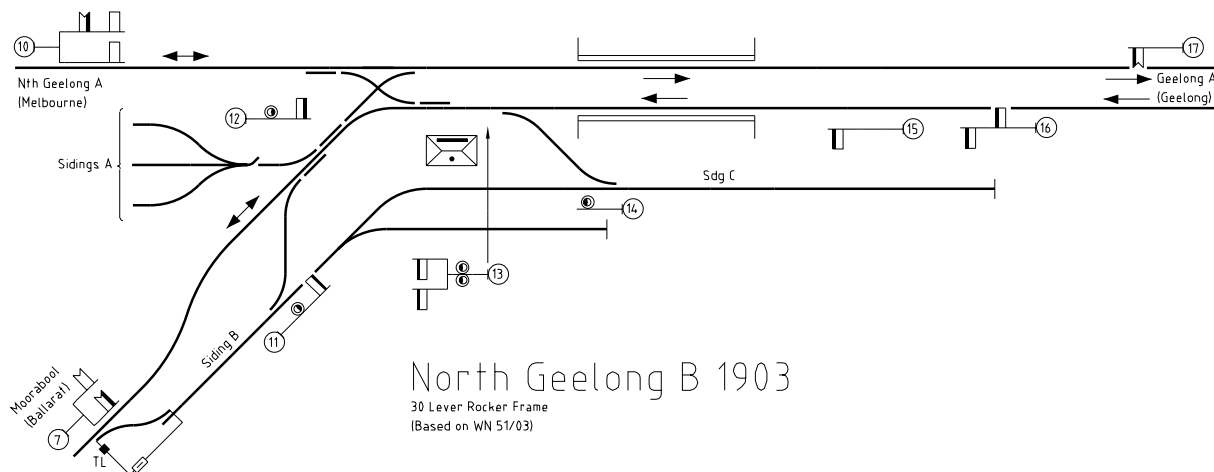 10
17
Nth Geelong A
(Melbourne)
Geelong A
(Geelong)
12
15
16
Sidings A
Sdg C
14
13
11
Siding B
Moorabool
(Ballarat)
7
TL
North Geelong B 1903
30 Lever Rocker Frame
(Based on WN 51/03)